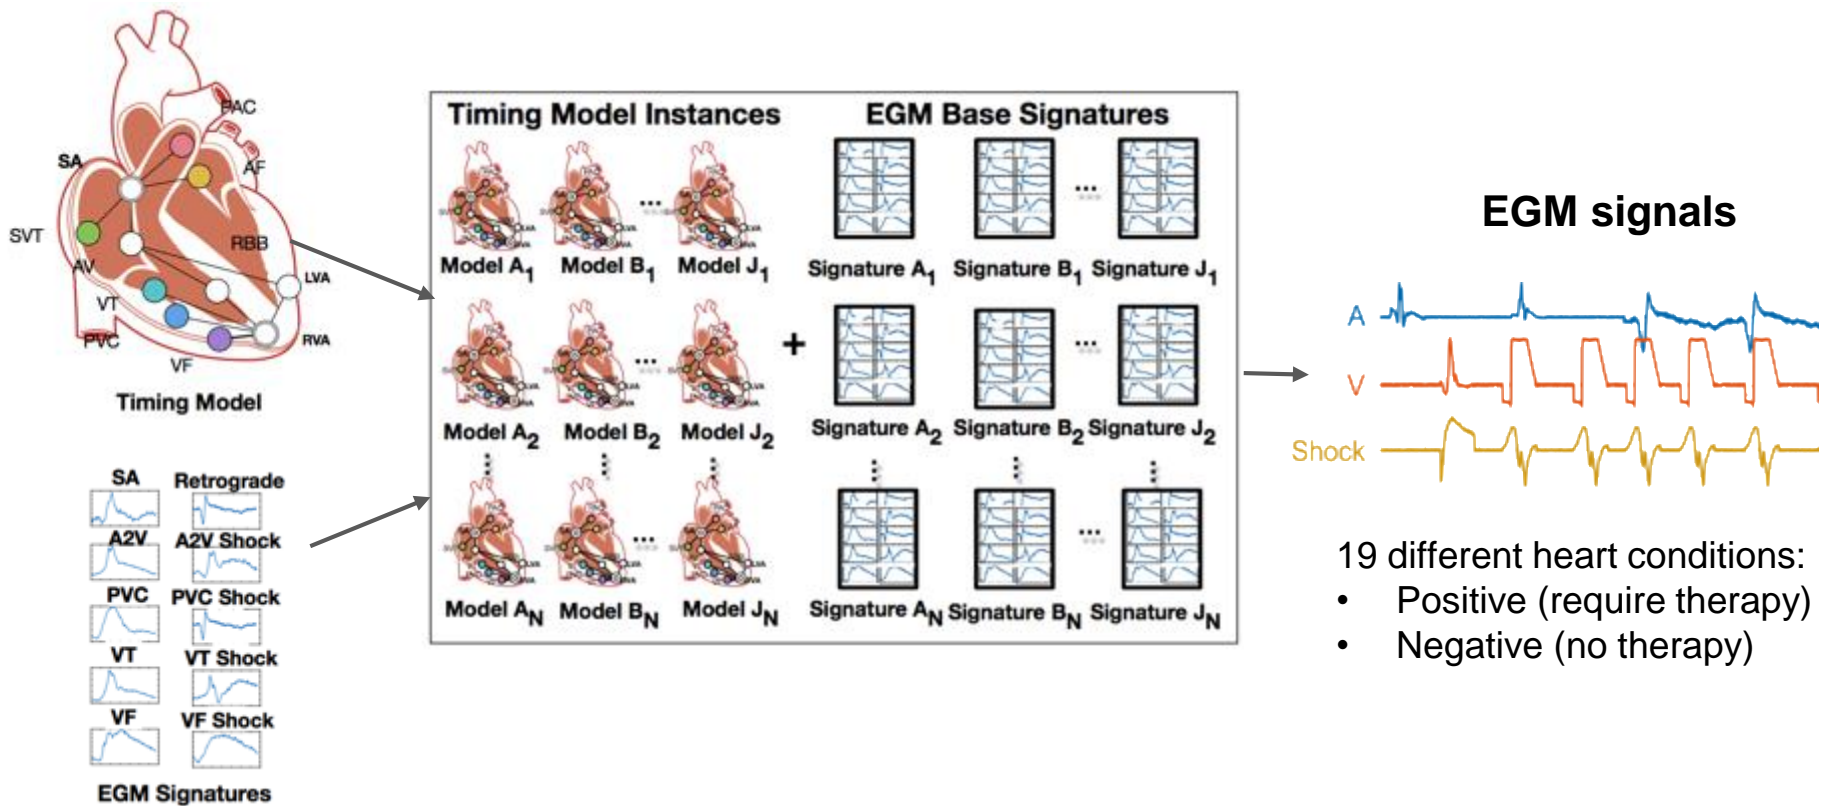 PAC
SA
AF
SVT
RBB
AV
LVA
VT
PVC
RVA
VF
Timing Model
SA Retrograde
A2V A2V Shock
PVC PVC Shock
VT VT Shock
VF VF Shock
EGM Signatures
Timing Model Instances EGM Base Signatures
Model A1 Model B1 Model J1 Signature A1 Signature B1 Signature J1
+
Model A2 Model B2 Model J2 Signature A2 Signature B2 Signature J2
Model AN Model BN Model JN Signature AN Signature BN Signature JN
EGM signals
A
V
Shock
19 different heart conditions:
• Positive (require therapy)
• Negative (no therapy)